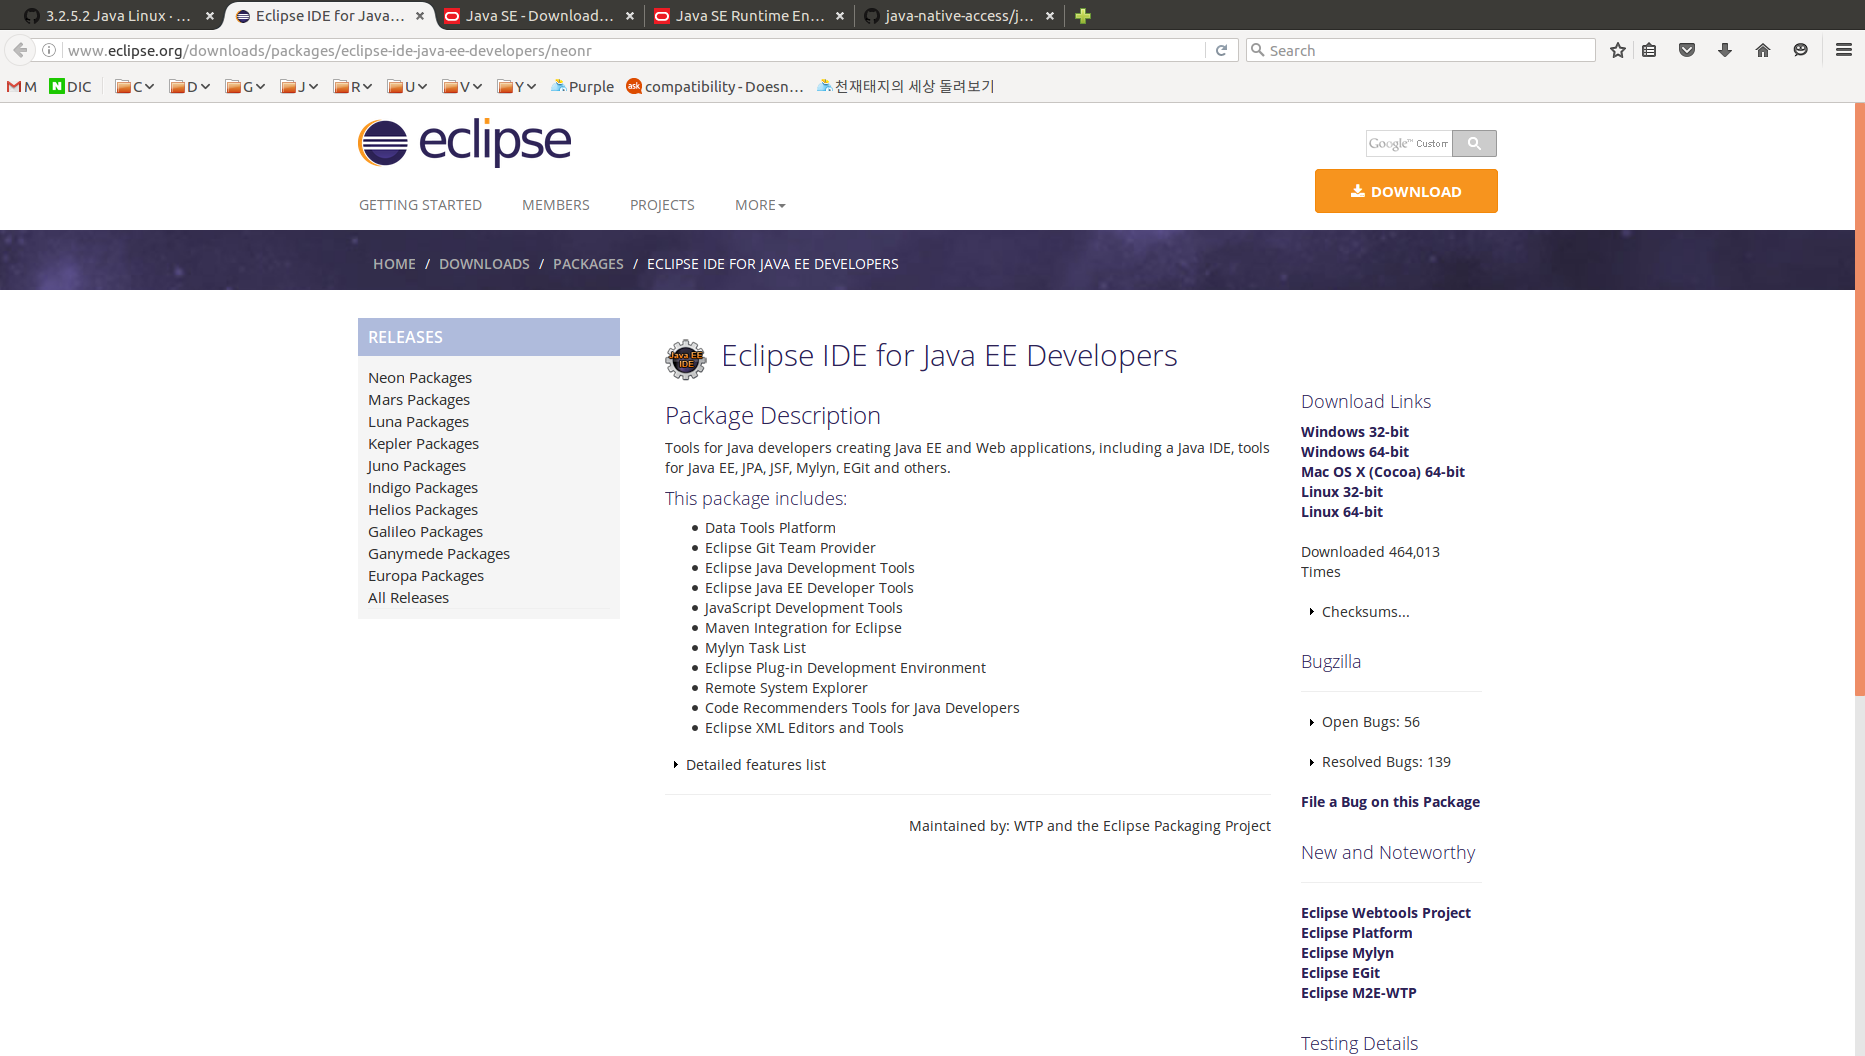 3.2.5.2 Java Linux · ...
Eclipse IDE for Java...
Java SE - Download...
Java SE Runtime En...
java-native-access/j...
www.eclipse.org/downloads/packages/eclipse-ide-java-ee-developers/neonr
Search
M
DIC
C
D
G
J
R
U
V
Y
Purple
ask
compatibility - Doesn...
천재태지의 세상 돌려보기
eclipse
Google™ Custom
DOWNLOAD
GETTING STARTED
MEMBERS
PROJECTS
MORE
HOME / DOWNLOADS / PACKAGES / ECLIPSE IDE FOR JAVA EE DEVELOPERS
RELEASES
Neon Packages
Mars Packages
Luna Packages
Kepler Packages
Juno Packages
Indigo Packages
Helios Packages
Galileo Packages
Ganymede Packages
Europa Packages
All Releases
Java EE
IDE
Eclipse IDE for Java EE Developers
Package Description
Tools for Java developers creating Java EE and Web applications, including a Java IDE, tools
for Java EE, JPA, JSF, Mylyn, EGit and others.
This package includes:
Data Tools Platform
Eclipse Git Team Provider
Eclipse Java Development Tools
Eclipse Java EE Developer Tools
JavaScript Development Tools
Maven Integration for Eclipse
Mylyn Task List
Eclipse Plug-in Development Environment
Remote System Explorer
Code Recommenders Tools for Java Developers
Eclipse XML Editors and Tools
Detailed features list
Maintained by: WTP and the Eclipse Packaging Project
Download Links
Windows 32-bit
Windows 64-bit
Mac OS X (Cocoa) 64-bit
Linux 32-bit
Linux 64-bit
Downloaded 464,013
Times
Checksums...
Bugzilla
Open Bugs: 56
Resolved Bugs: 139
File a Bug on this Package
New and Noteworthy
Eclipse Webtools Project
Eclipse Platform
Eclipse Mylyn
Eclipse EGit
Eclipse M2E-WTP
Testing Details